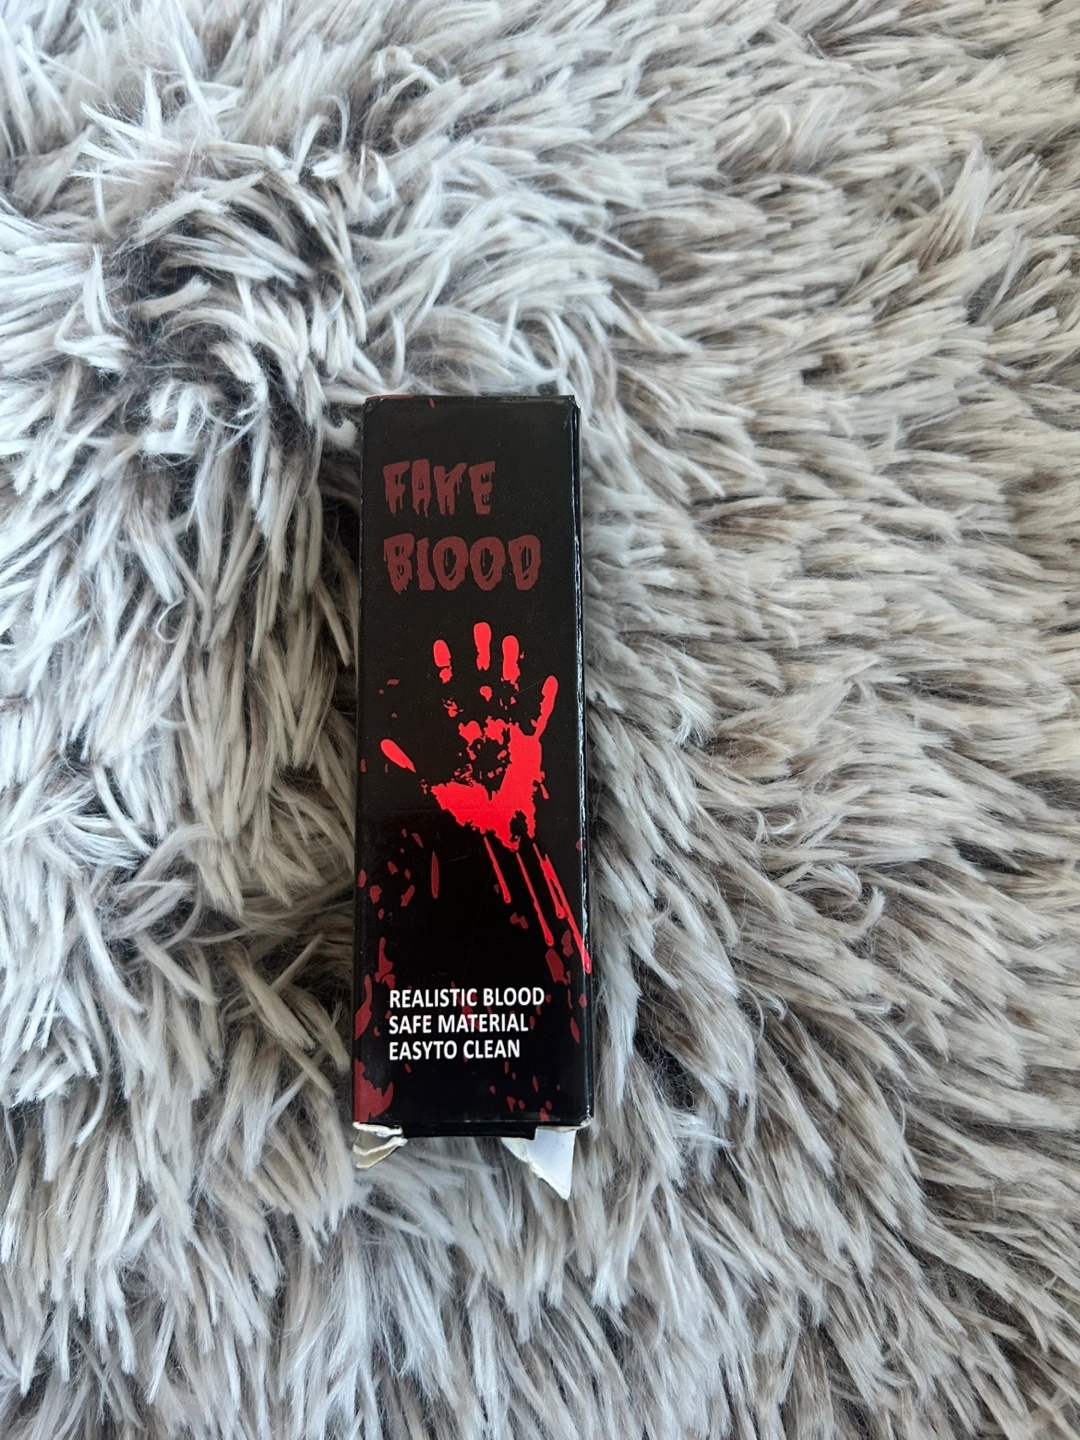 FAKE
BLOOD
REALISTIC BLOOD
SAFE MATERIAL
EASYTO CLEAN